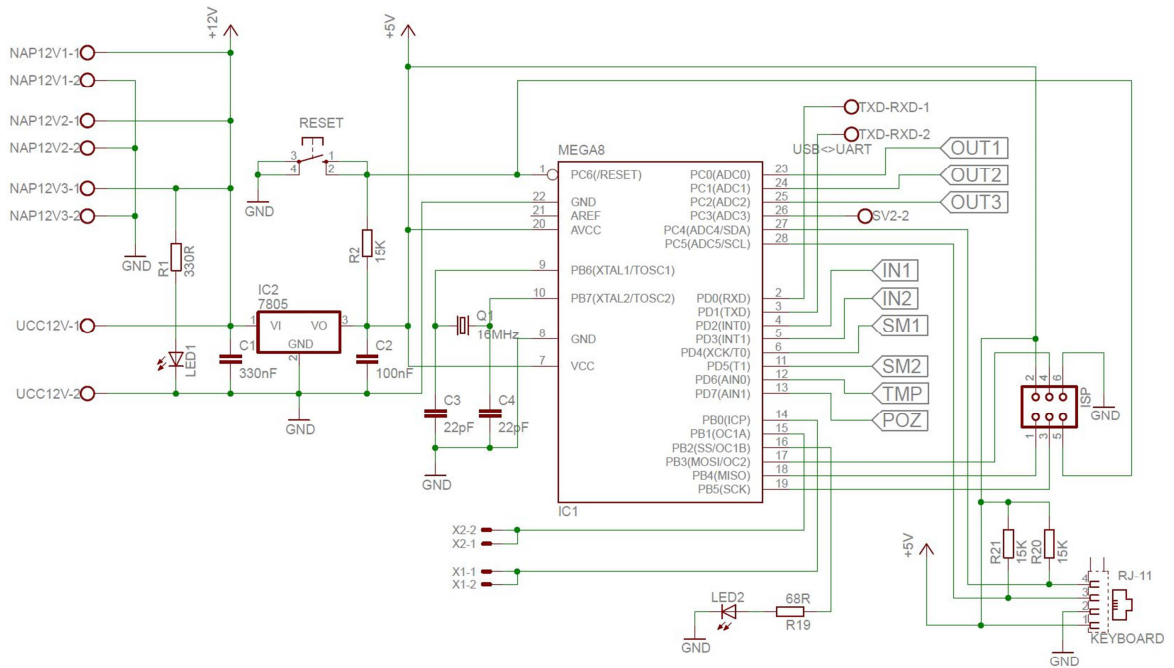 +12V
+5V
NAP12V1-1
NAP12V1-2
NAP12V2-1
NAP12V2-2
NAP12V3-1
NAP12V3-2
GND
R1
330R
LED1
UCC12V-1
UCC12V-2
RESET
3
4
1
2
GND
R2
15K
IC2
7805
1
VI
VO
3
GND
2
C1
330nF
C2
100nF
GND
Q1
16MHz
C3
22pF
C4
22pF
GND
MEGA8
1
PC6(/RESET)
22
GND
21
AREF
20
AVCC
9
PB6(XTAL1/TOSC1)
10
PB7(XTAL2/TOSC2)
8
GND
7
VCC
PC0(ADC0)
23
PC1(ADC1)
24
PC2(ADC2)
25
PC3(ADC3)
26
PC4(ADC4/SDA)
27
PC5(ADC5/SCL)
28
PD0(RXD)
2
PD1(TXD)
3
PD2(INT0)
4
PD3(INT1)
5
PD4(XCK/T0)
6
PD5(T1)
11
PD6(AIN0)
12
PD7(AIN1)
13
PB0(ICP)
14
PB1(OC1A)
15
PB2(SS/OC1B)
16
PB3(MOSI/OC2)
17
PB4(MISO)
18
PB5(SCK)
19
IC1
TXD-RXD-1
TXD-RXD-2
USB<>UART
OUT1
OUT2
OUT3
SV2-2
IN1
IN2
SM1
SM2
TMP
POZ
2
4
6
1
3
5
ISP
GND
X2-2
X2-1
X1-1
X1-2
LED2
68R
R19
GND
+5V
R21
15K
R20
15K
RJ-11
4
3
2
1
KEYBOARD
GND